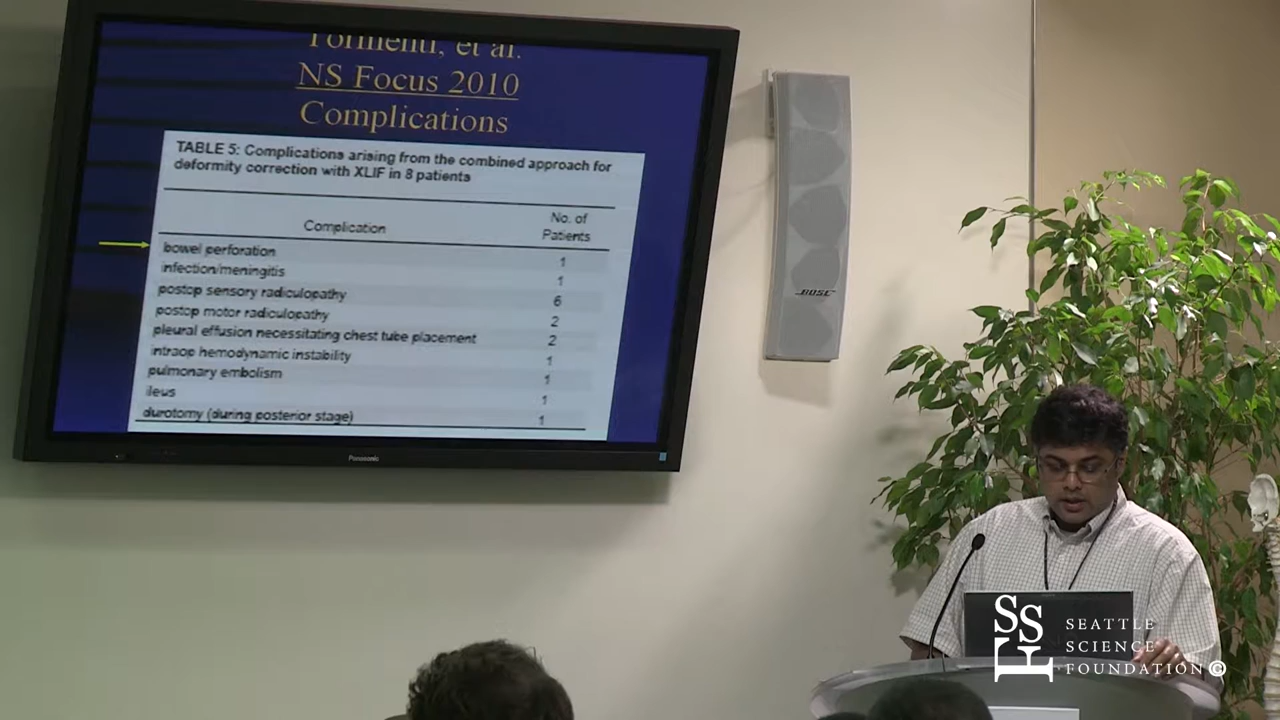 Tormenti, et al.
NS Focus 2010
Complications
TABLE 5: Complications arising from the combined approach for
deformity correction with XLIF in 8 patients
Complication
No. of
Patients
bowel perforation 1
infection/meningitis 1
postop sensory radiculopathy 6
postop motor radiculopathy 2
pleural effusion necessitating chest tube placement 2
intraop hemodynamic instability 1
pulmonary embolism 1
ileus 1
durotomy (during posterior stage) 1
Panasonic
BOSE
SSF
SEATTLE
SCIENCE
FOUNDATION ©